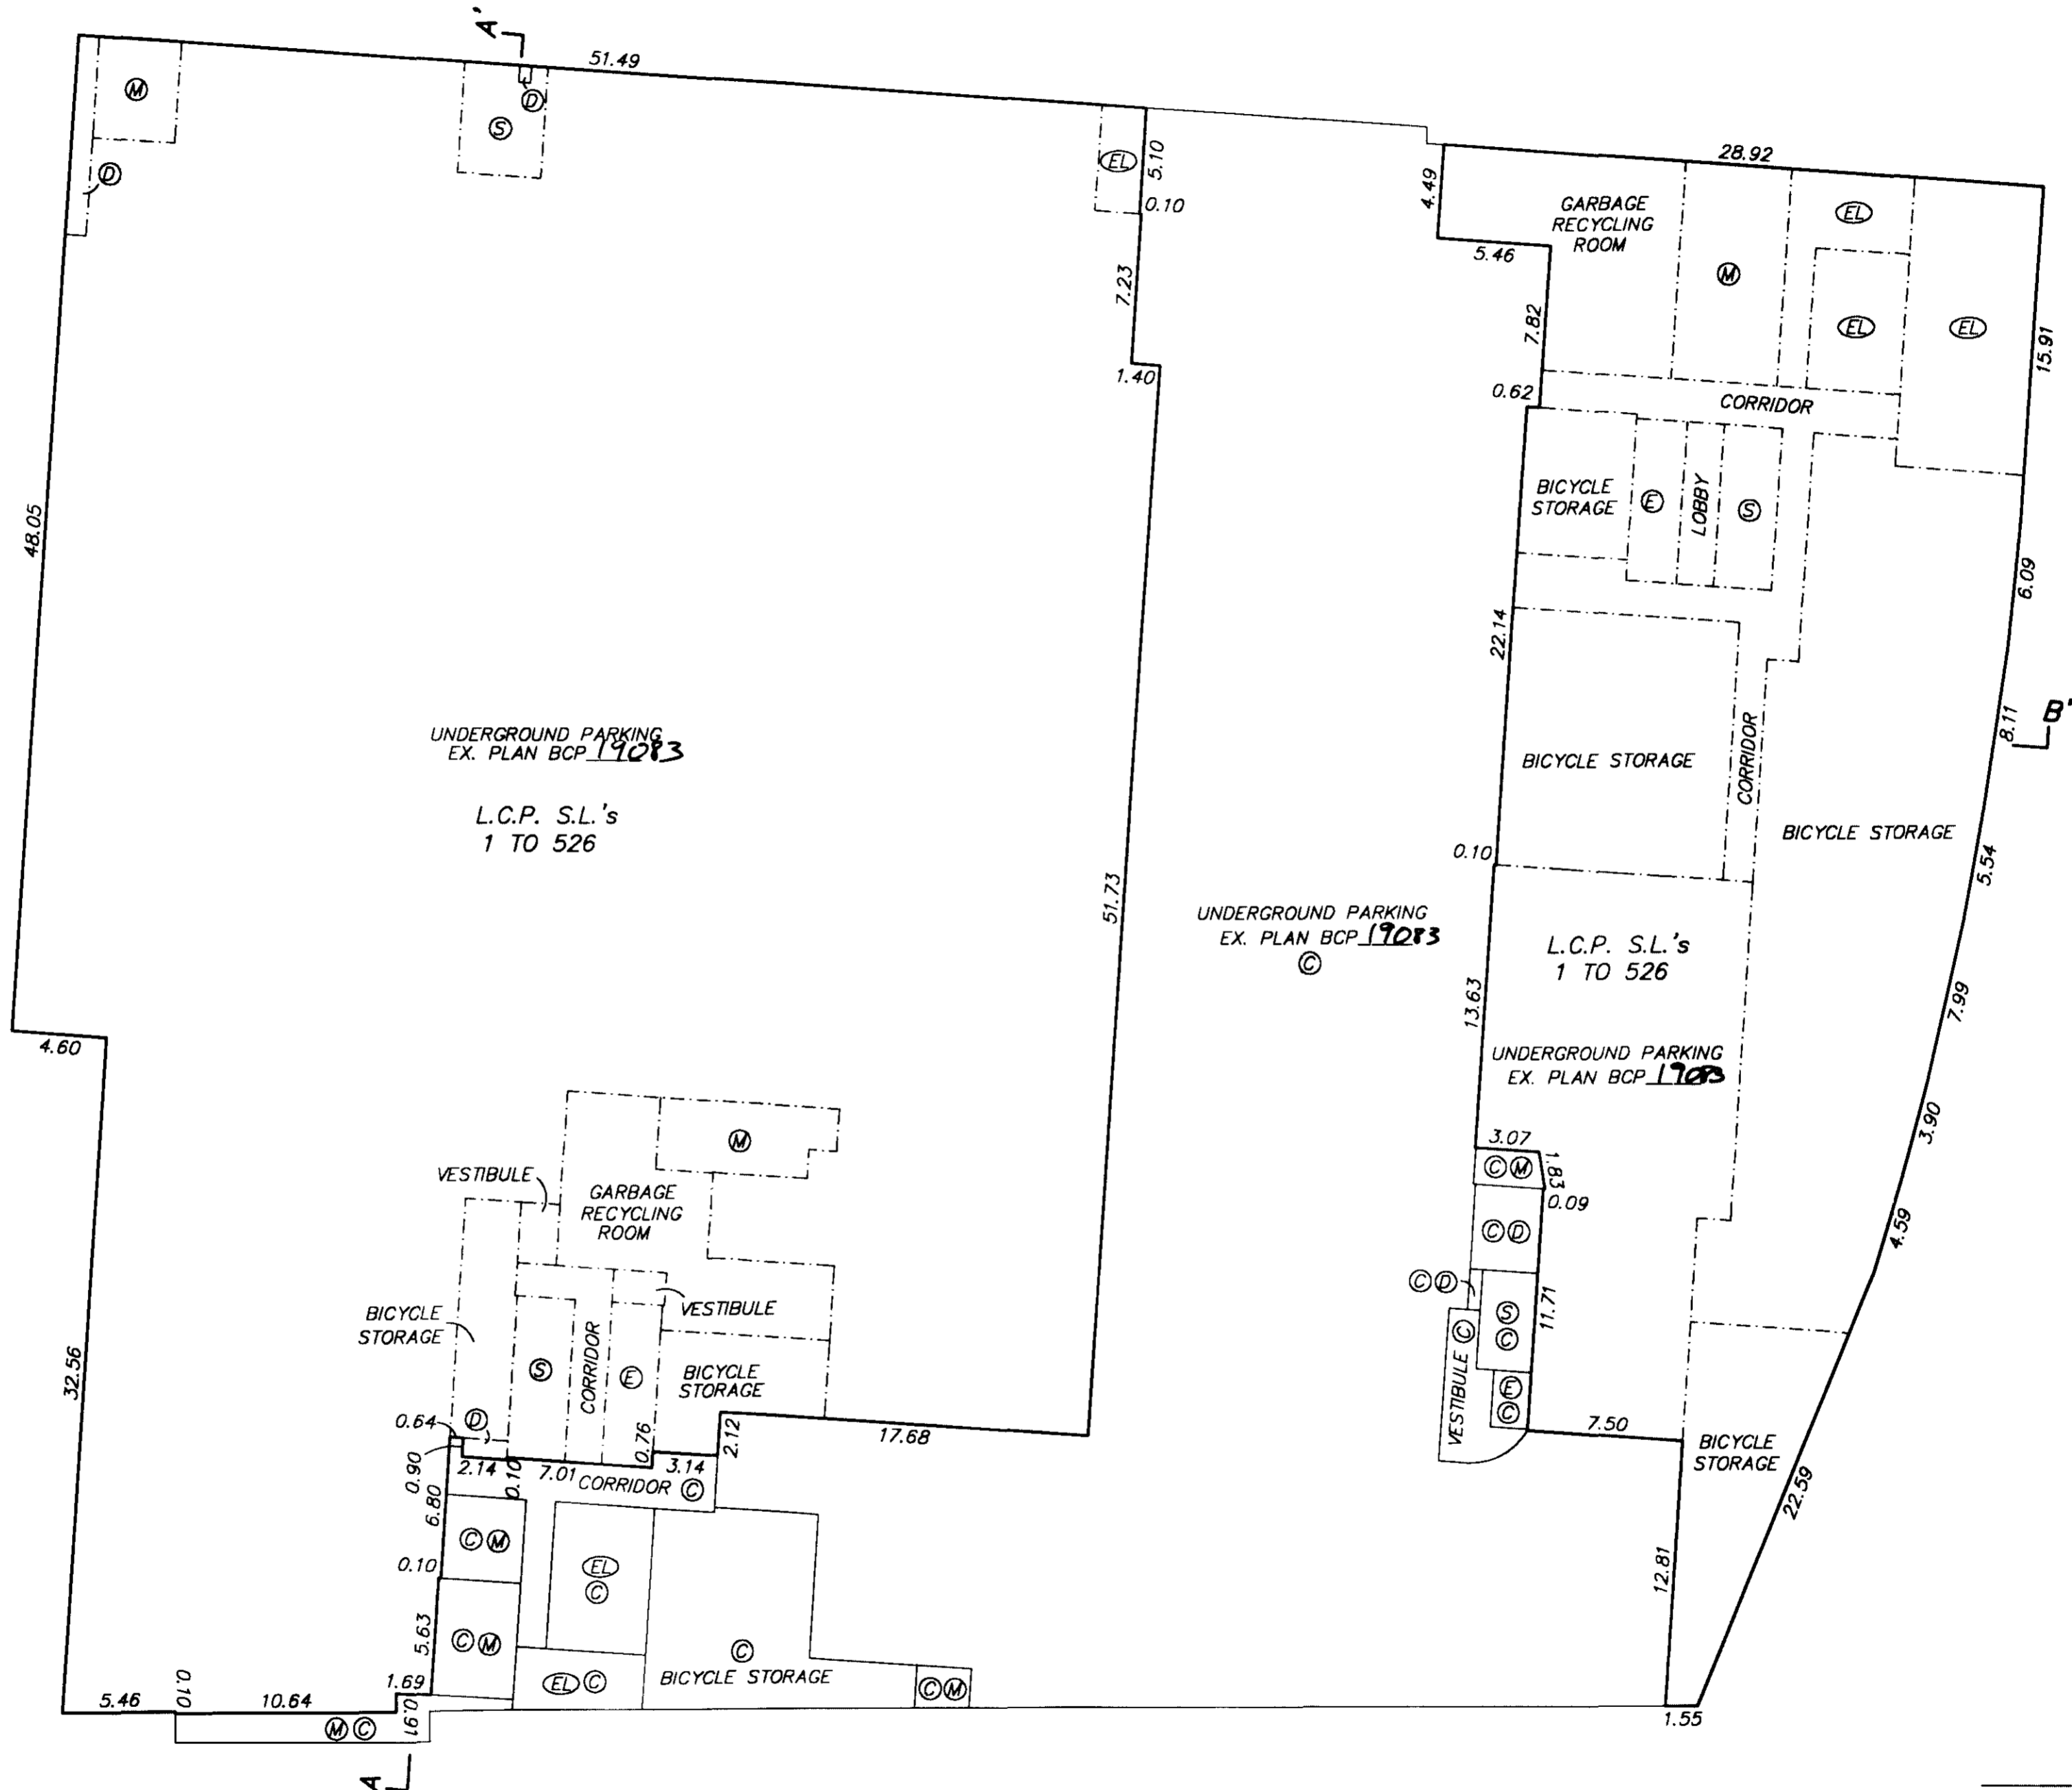 A'
51.49
M
D
S
D
EL
5.10
0.10
7.23
1.40
4.49
28.92
GARBAGE
RECYCLING
ROOM
5.46
M
EL
EL
EL
7.82
15.91
0.62
CORRIDOR
BICYCLE
STORAGE
E
LOBBY
S
6.09
48.05
22.14
UNDERGROUND PARKING
EX. PLAN BCP 19083
L.C.P. S.L.'s
1 TO 526
BICYCLE STORAGE
CORRIDOR
8.11
B'
BICYCLE STORAGE
0.10
5.54
51.73
UNDERGROUND PARKING
EX. PLAN BCP 19083
C
L.C.P. S.L.'s
1 TO 526
13.63
7.99
UNDERGROUND PARKING
EX. PLAN BCP 19083
4.60
3.90
3.07
1.83
C M
0.09
C D
4.59
M
VESTIBULE
GARBAGE
RECYCLING
ROOM
C D
S
C
11.71
VESTIBULE C
E
C
7.50
BICYCLE
STORAGE
VESTIBULE
BICYCLE
STORAGE
S
CORRIDOR
E
BICYCLE
STORAGE
32.56
0.64
D
0.76
2.12
17.68
0.90
2.14
0.10
7.01
3.14
CORRIDOR C
6.80
C M
0.10
EL
C
22.59
12.81
5.63
C M
C
BICYCLE STORAGE
EL C
C M
5.46
0.10
10.64
1.69
0.91
M C
1.55
A